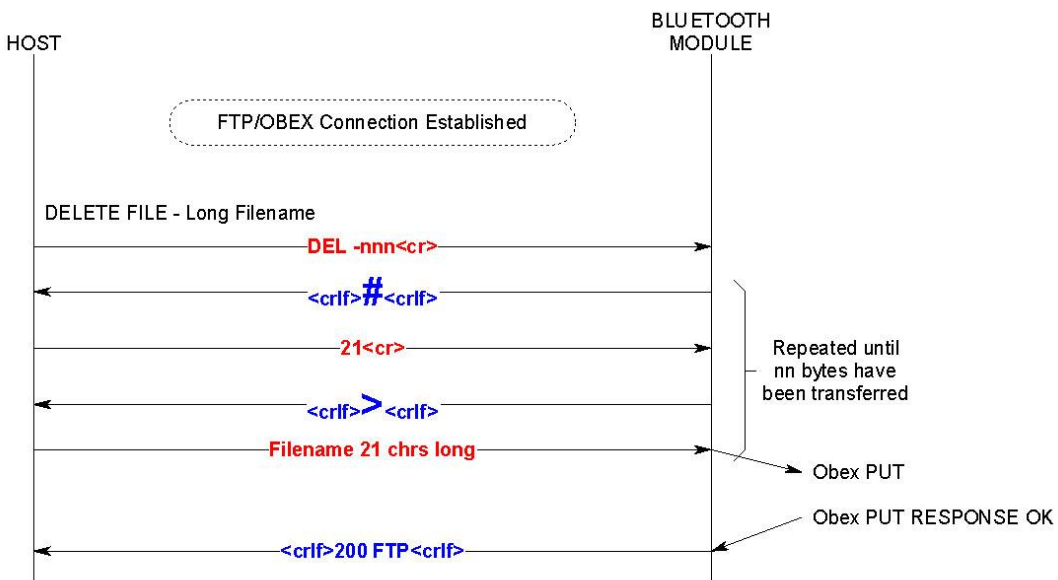 BLUETOOTH
HOST
MODULE
FTP/OBEX Connection Established
DELETE FILE - Long Filename
DEL -nnn<cr>
<crlf>#<crlf>
21<cr>
<crlf>><crlf>
Repeated until
nn bytes have
been transferred
Filename 21 chrs long
Obex PUT
Obex PUT RESPONSE OK
<crlf>200 FTP<crlf>